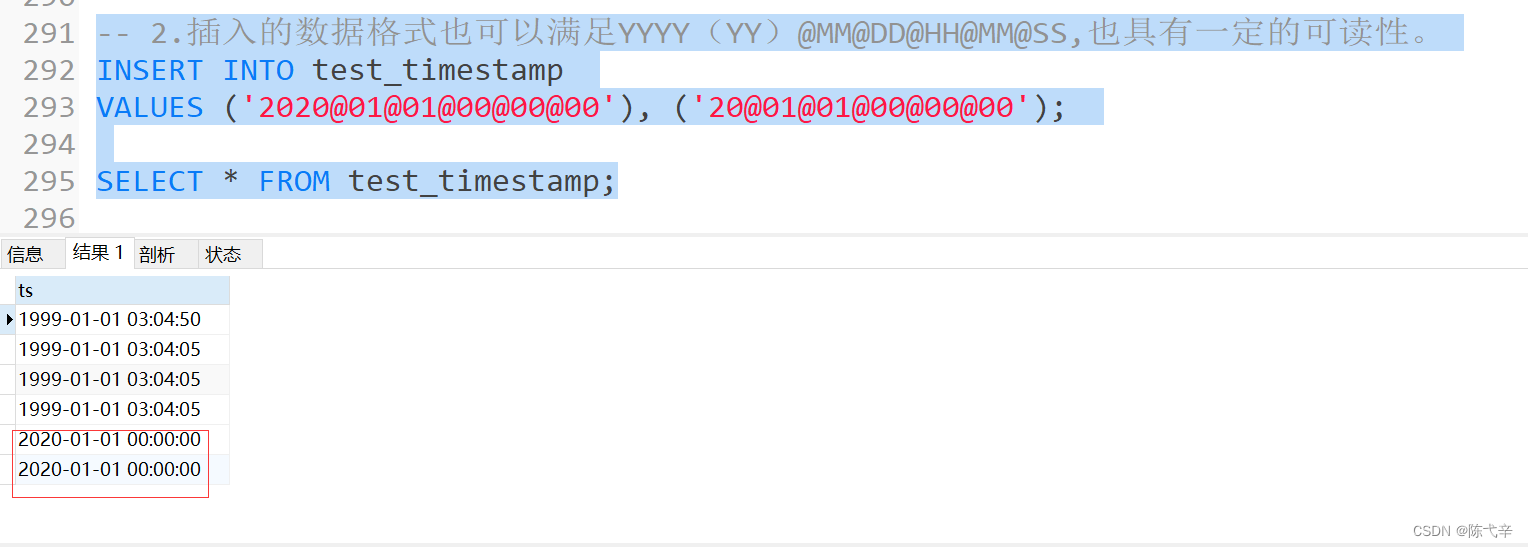 290
291 -- 2.插入的数据格式也可以满足YYYY（YY）@MM@DD@HH@MM@SS,也具有一定的可读性。
292 INSERT INTO test_timestamp
293 VALUES ('2020@01@01@00@00@00'), ('20@01@01@00@00@00');
294
295 SELECT * FROM test_timestamp;
296
信息 结果 1 剖析 状态
ts
1999-01-01 03:04:50
1999-01-01 03:04:05
1999-01-01 03:04:05
1999-01-01 03:04:05
2020-01-01 00:00:00
2020-01-01 00:00:00
CSDN @陈弋辛